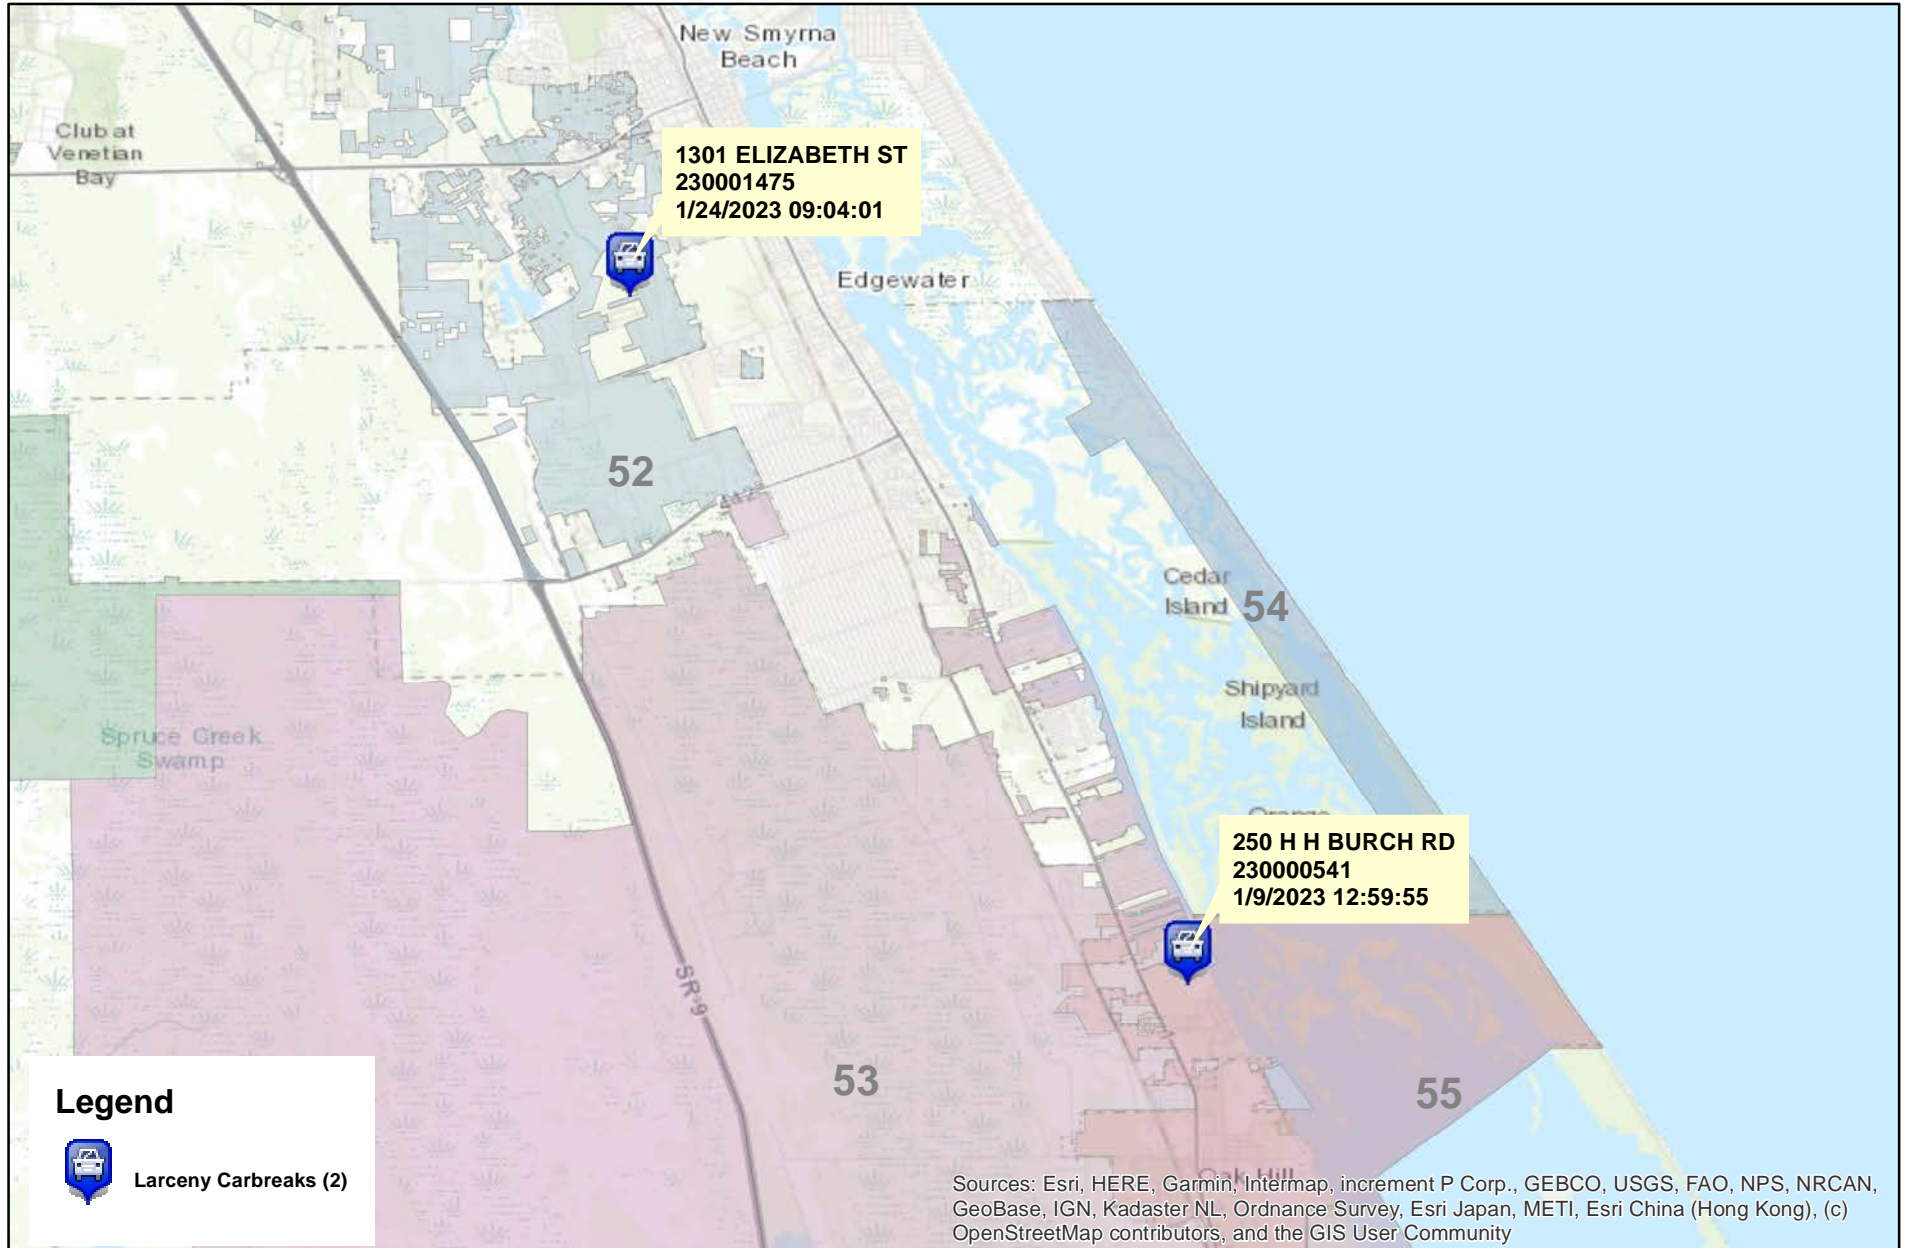 New Smyrna
Beach
Club at
Venetian
Bay
1301 ELIZABETH ST
230001475
1/24/2023 09:04:01
Edgewater
52
442
Cedar
Island
54
Shipyard
Island
Spruce Creek
Swamp
Orange
250 H H BURCH RD
230000541
1/9/2023 12:59:55
SR-9
53
55
Oak Hill
Legend
Larceny Carbreaks (2)
Sources: Esri, HERE, Garmin, Intermap, increment P Corp., GEBCO, USGS, FAO, NPS, NRCAN,
GeoBase, IGN, Kadaster NL, Ordnance Survey, Esri Japan, METI, Esri China (Hong Kong), (c)
OpenStreetMap contributors, and the GIS User Community